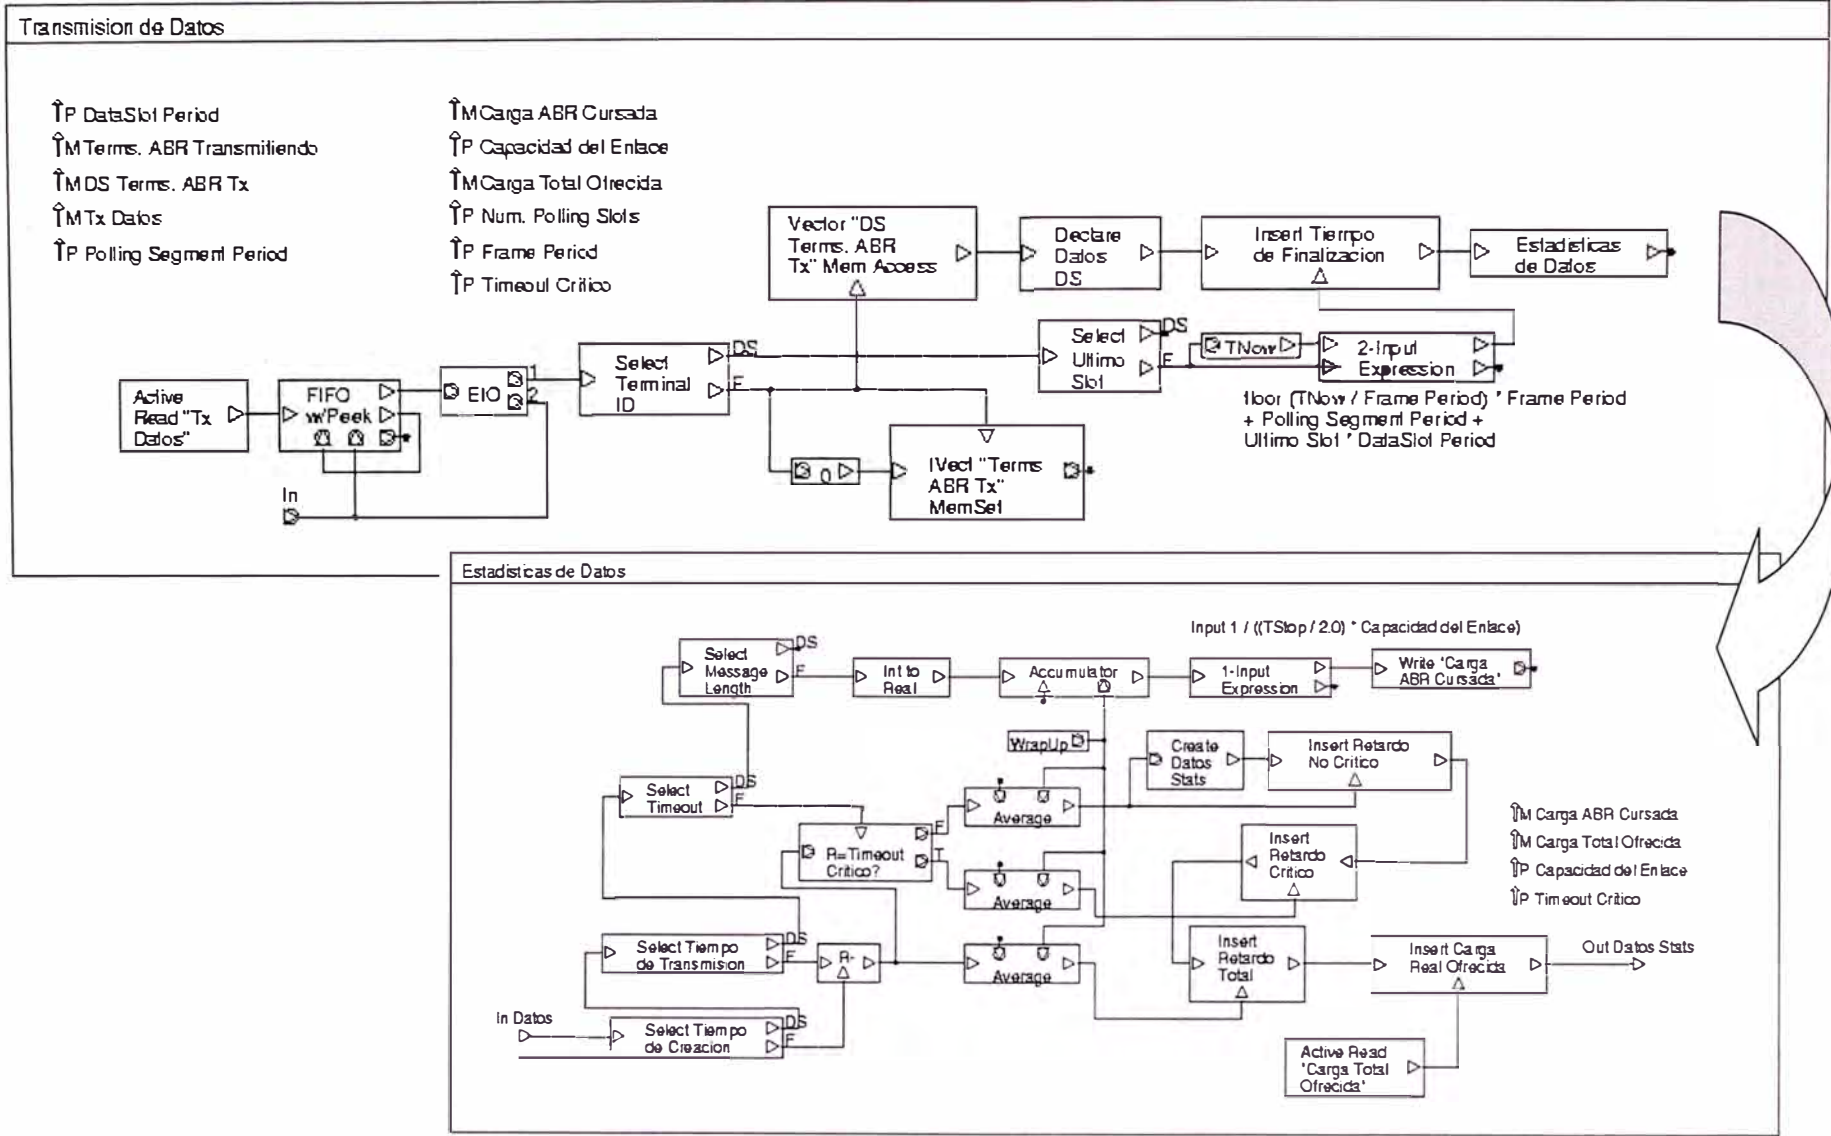 Transmision de Datos
⇑P DataSlot Period
⇑M Terms. ABR Transmitiendo
⇑M DS Terms. ABR Tx
⇑M Tx Datos
⇑P Polling Segment Period
⇑M Carga ABR Cursada
⇑P Capacidad del Enlace
⇑M Carga Total Ofrecida
⇑P Num. Polling Slots
⇑P Frame Period
⇑P Timeout Critico
Vector "DS
Terms. ABR
Tx" Mem Access
Declare
Datos
DS
Insert Tiempo
de Finalizacion
Estadisticas
de Datos
Active
Read "Tx
Datos"
FIFO
w/Peek
In
EIO
1
2
Select
Terminal
ID
DS
F
Select
Ultimo
Slot
DS
F
TNow
2-Input
Expression
floor (TNow / Frame Period) * Frame Period
+ Polling Segment Period +
Ultimo Slot * DataSlot Period
0
IVect "Terms
ABR Tx"
MemSet
Estadisticas de Datos
Input 1 / ((TStop / 2.0) * Capacidad del Enlace)
Select
Message
Length
DS
F
Int to
Real
Accumulator
1-Input
Expression
Write 'Carga
ABR Cursada'
WrapUp
Create
Datos
Stats
Insert Retardo
No Critico
Select
Timeout
DS
F
R=Timeout
Critico?
F
T
Average
Average
Insert
Retardo
Critico
⇑M Carga ABR Cursada
⇑M Carga Total Ofrecida
⇑P Capacidad del Enlace
⇑P Timeout Critico
Select Tiempo
de Transmision
DS
F
R-
Average
Insert
Retardo
Total
Insert Carga
Real Ofrecida
Out Datos Stats
In Datos
Select Tiempo
de Creacion
DS
F
Active Read
'Carga Total
Ofrecida'